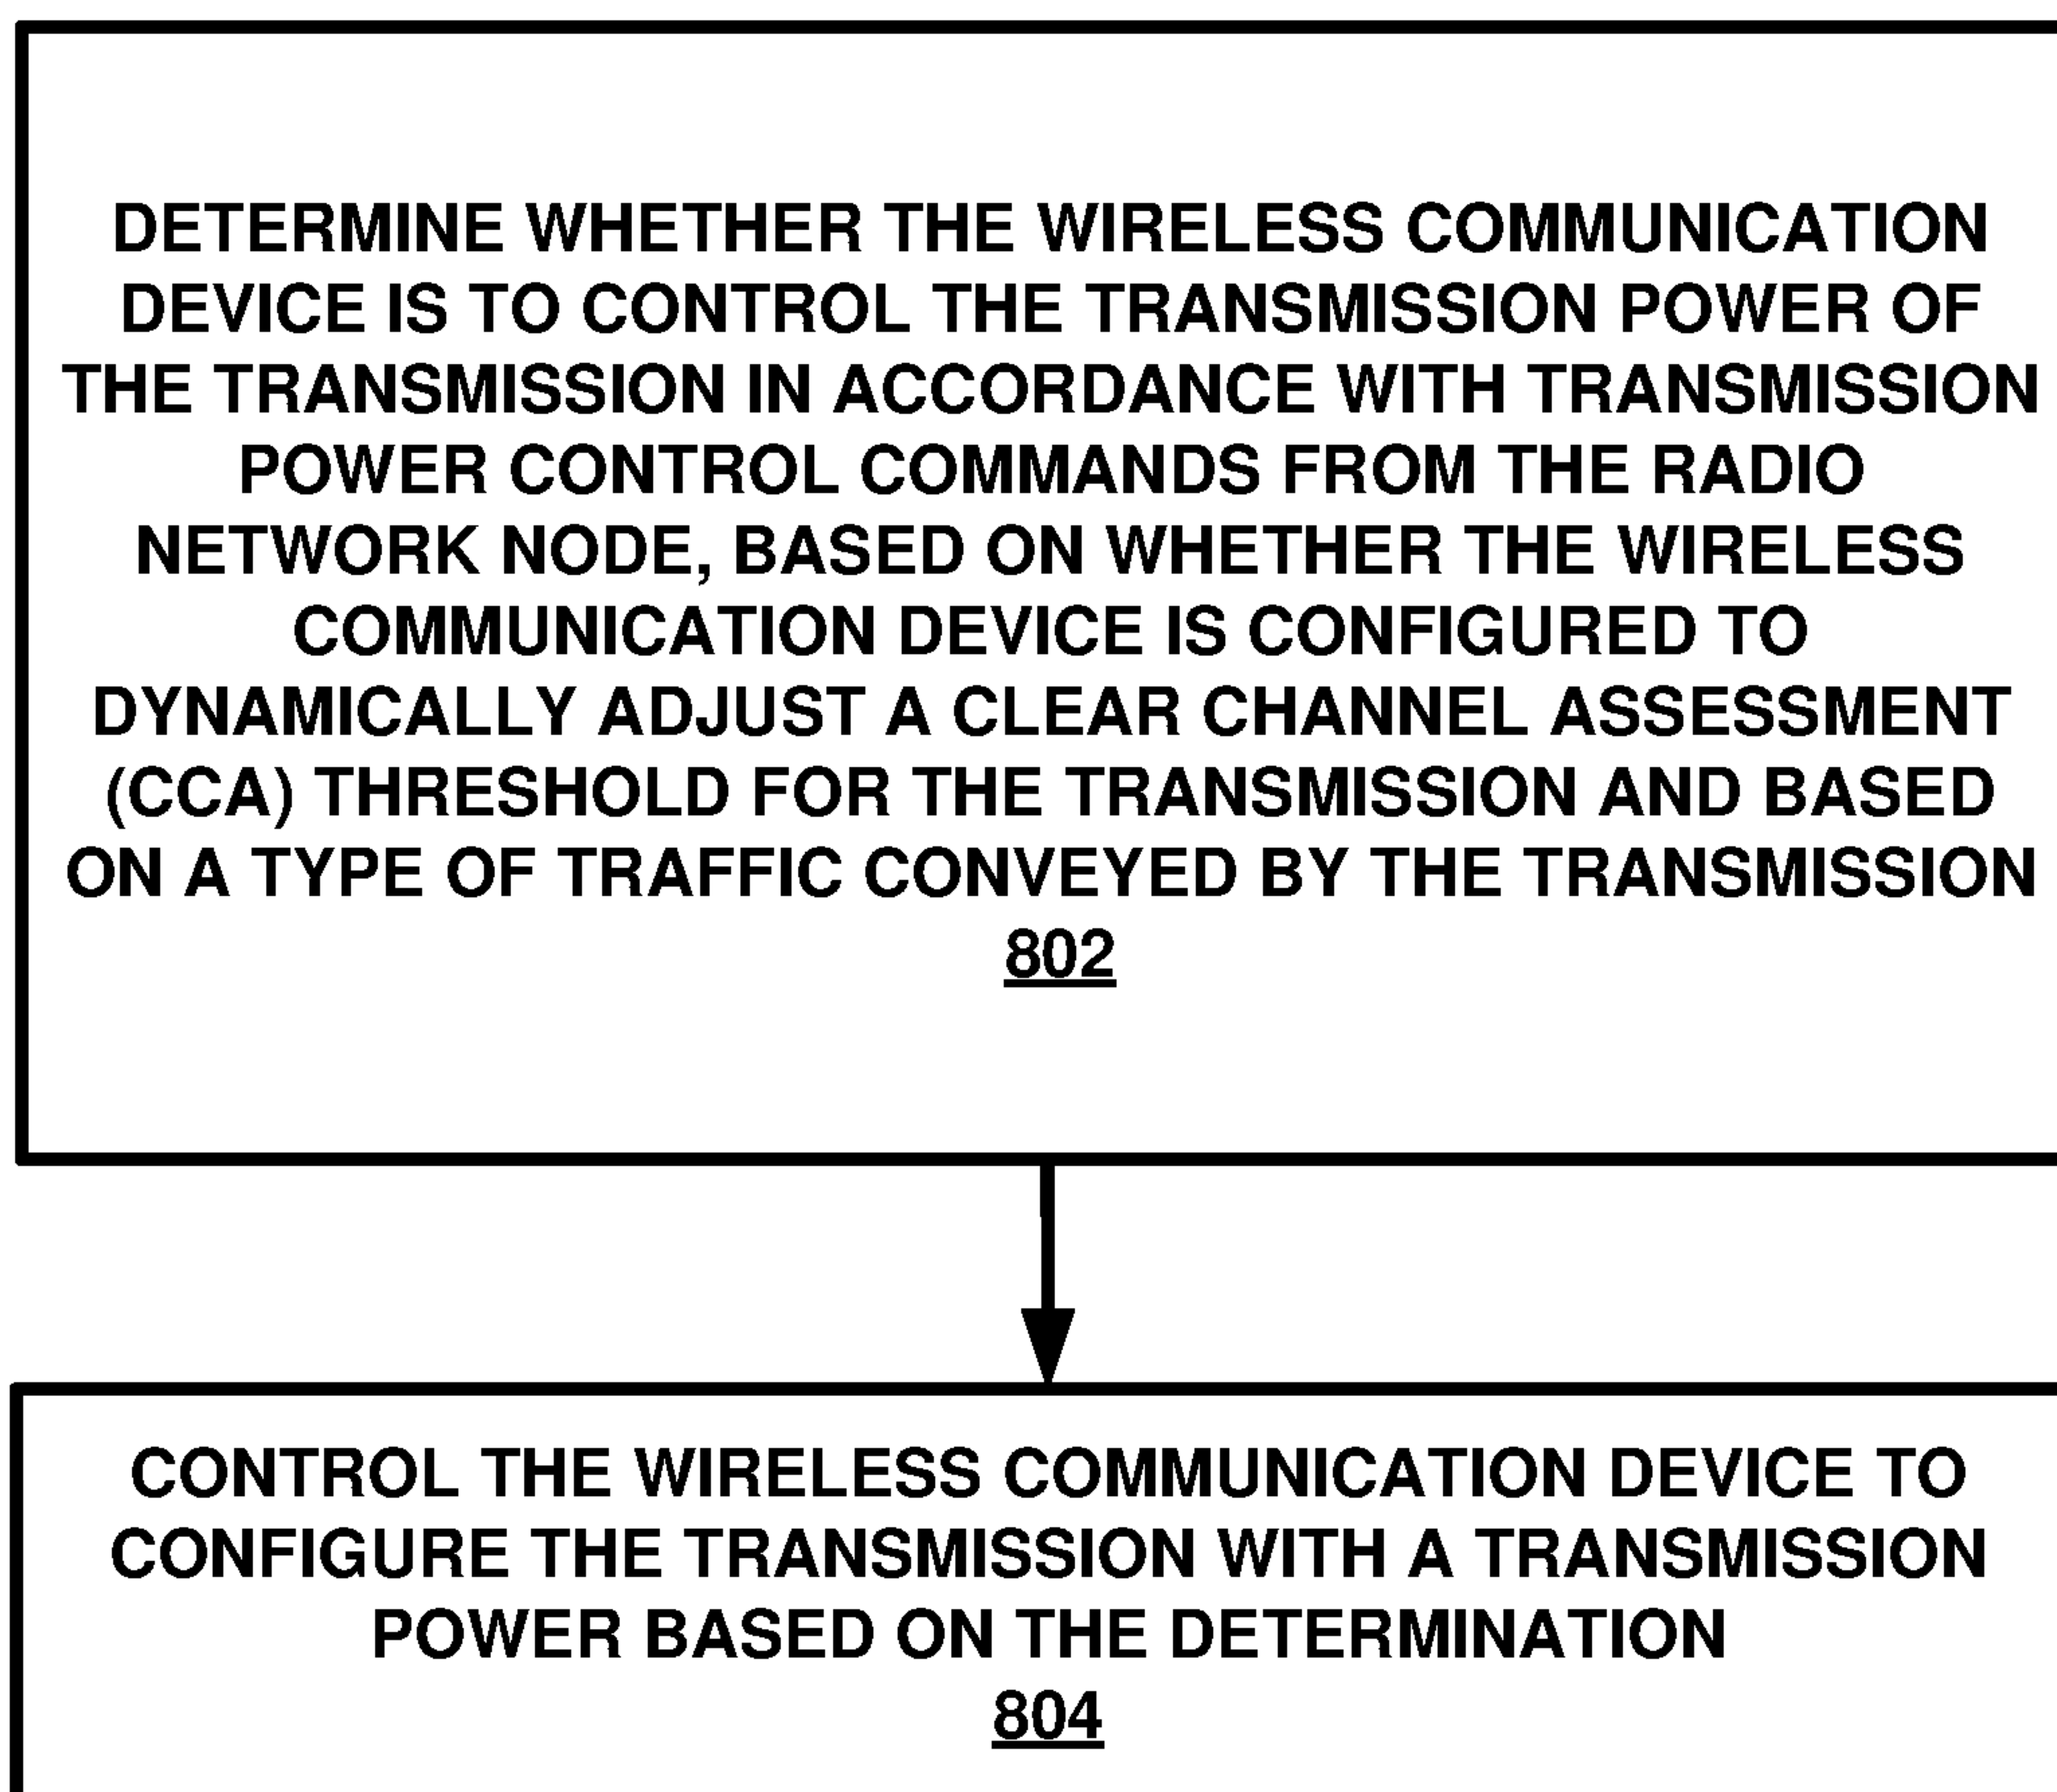 DETERMINE WHETHER THE WIRELESS COMMUNICATION
DEVICE IS TO CONTROL THE TRANSMISSION POWER OF
THE TRANSMISSION IN ACCORDANCE WITH TRANSMISSION
POWER CONTROL COMMANDS FROM THE RADIO
NETWORK NODE, BASED ON WHETHER THE WIRELESS
COMMUNICATION DEVICE IS CONFIGURED TO
DYNAMICALLY ADJUST A CLEAR CHANNEL ASSESSMENT
(CCA) THRESHOLD FOR THE TRANSMISSION AND BASED
ON A TYPE OF TRAFFIC CONVEYED BY THE TRANSMISSION
802
CONTROL THE WIRELESS COMMUNICATION DEVICE TO
CONFIGURE THE TRANSMISSION WITH A TRANSMISSION
POWER BASED ON THE DETERMINATION
804